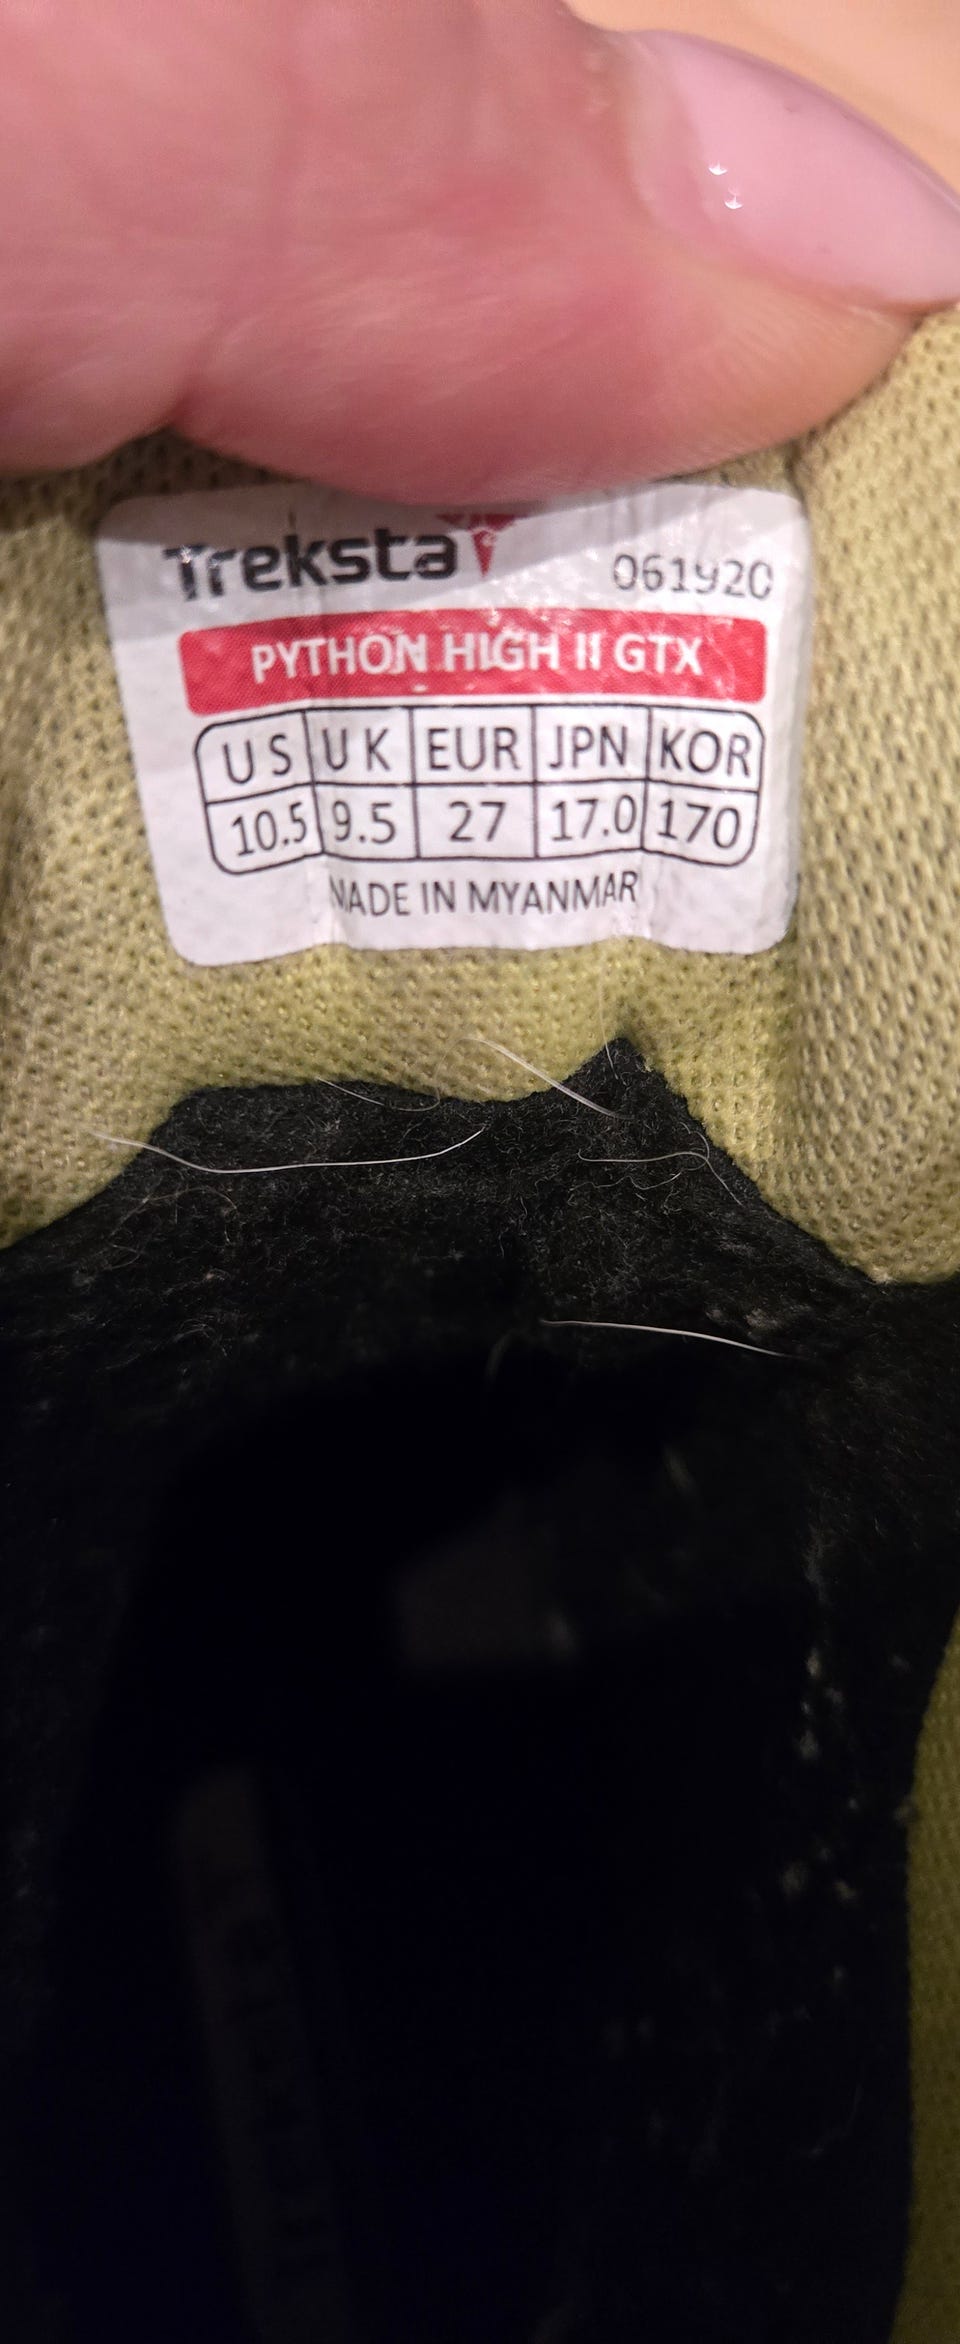 Treksta
061920
PYTHON HIGH II GTX
US UK EUR JPN KOR
10.5 9.5 27 17.0 170
MADE IN MYANMAR